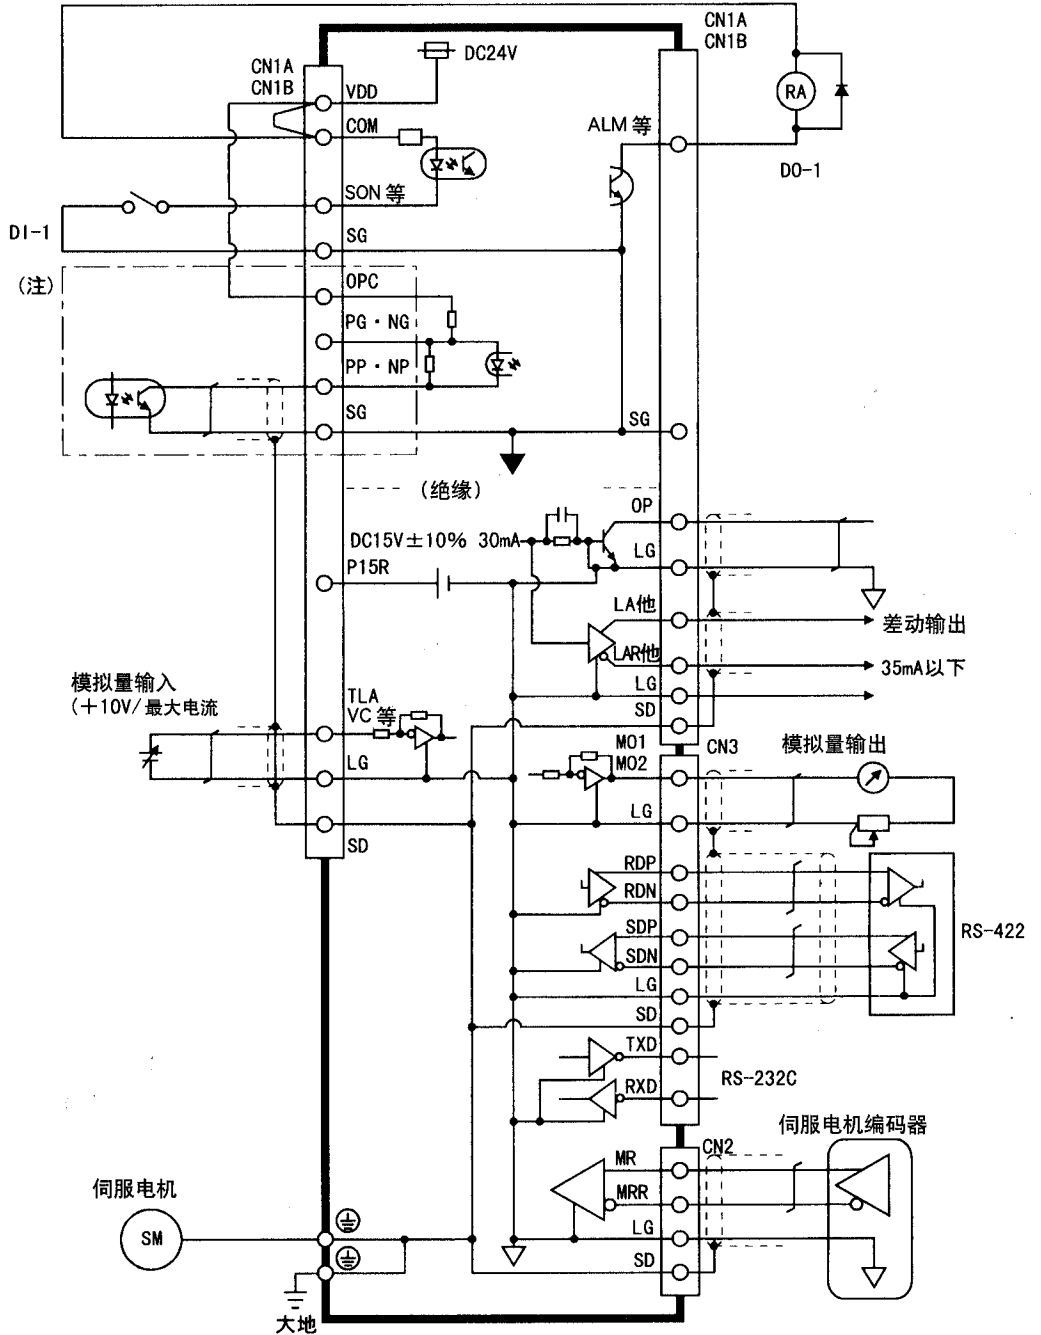 CN1A
CN1B
DC24V
CN1A
CN1B
VDD
COM
RA
ALM 等
DO-1
SON 等
DI-1
SG
(注)
OPC
PG・NG
PP・NP
SG
SG
(绝缘)
OP
DC15V±10% 30mA
LG
P15R
LA他
差动输出
LAR他
35mA以下
LG
SD
模拟量输入
(+10V/最大电流
TLA
VC 等
LG
SD
CN3
模拟量输出
MO1
MO2
LG
RDP
RDN
SDP
SDN
RS-422
LG
SD
TXD
RXD
RS-232C
CN2
伺服电机编码器
MR
MRR
LG
SD
伺服电机
SM
大地